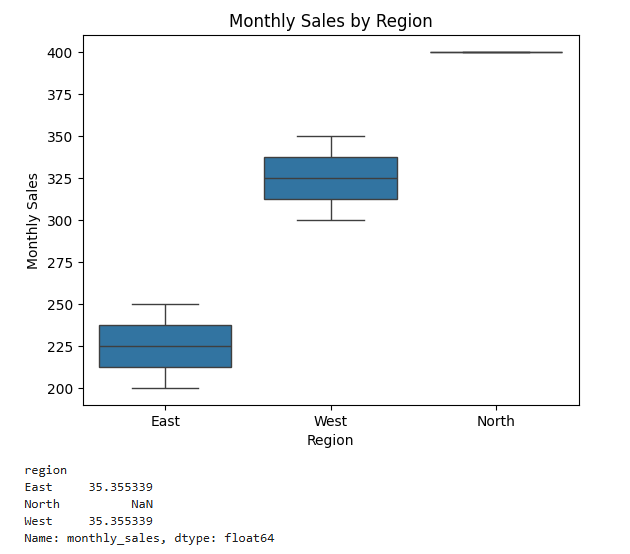 Monthly Sales by Region
400
375
350
325
300
275
250
225
200
Monthly Sales
East West North
Region
region
East 35.355339
North NaN
West 35.355339
Name: monthly_sales, dtype: float64